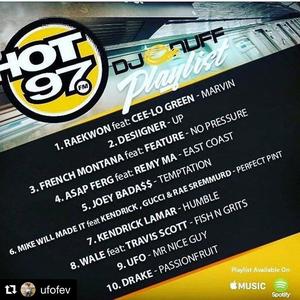 HOT
97
FM
DJ ENUFF
Playlist
1. RAEKWON feat: CEE-LO GREEN - MARVIN
2. DESIIGNER - UP
3. FRENCH MONTANA feat: FEATURE - NO PRESSURE
4. ASAP FERG feat: REMY MA - EAST COAST
5. JOEY BADA$$ - TEMPTATION
6. MIKE WILL MADE IT feat KENDRICK, GUCCI & RAE SREMMURD - PERFECT PINT
7. KENDRICK LAMAR - HUMBLE
8. WALE feat: TRAVIS SCOTT - FISH N GRITS
9. UFO - MR NICE GUY
10. DRAKE - PASSIONFRUIT
Playlist Available On
MUSIC
Spotify
ufofev